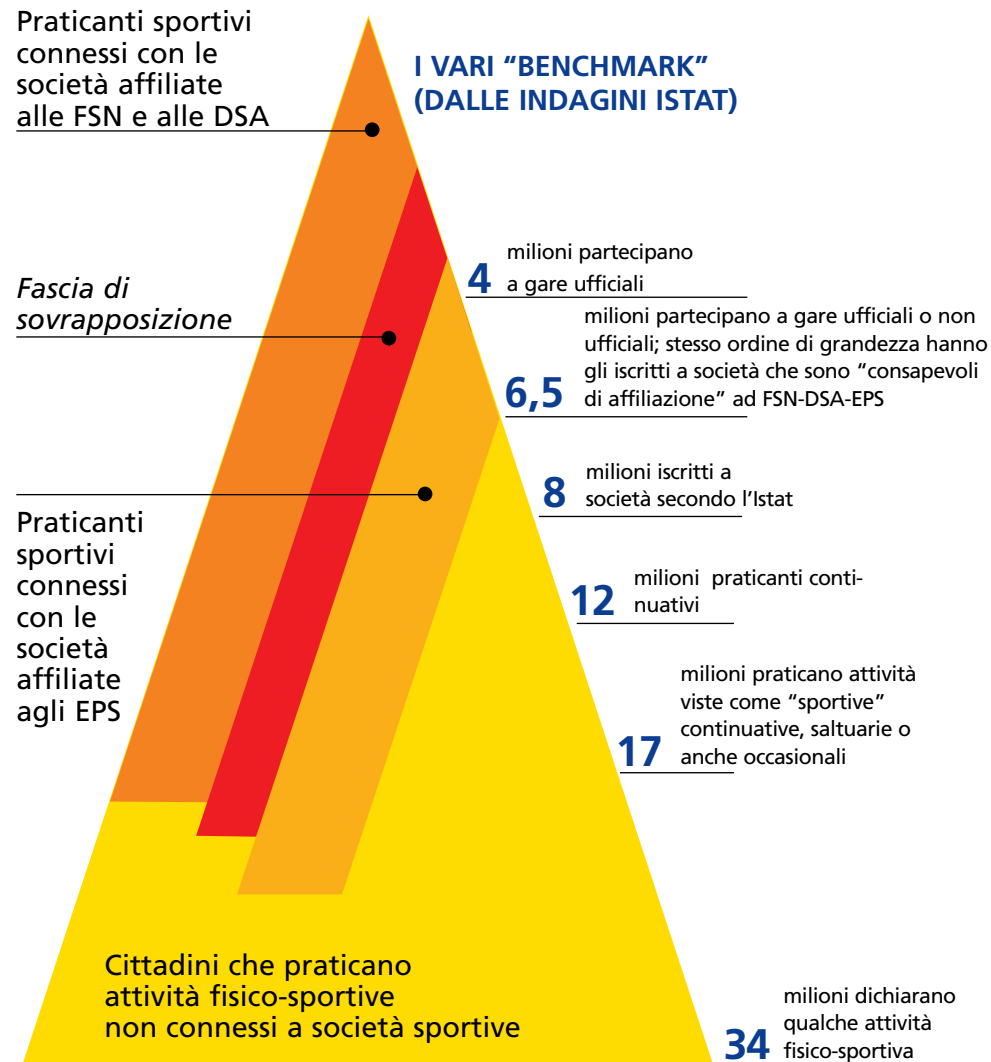 Praticanti sportivi
connessi con le
società affiliate
alle FSN e alle DSA
I VARI “BENCHMARK”
(DALLE INDAGINI ISTAT)
Fascia di
sovrapposizione
4 milioni partecipano
a gare ufficiali
6,5 milioni partecipano a gare ufficiali o non
ufficiali; stesso ordine di grandezza hanno
gli iscritti a società che sono “consapevoli
di affiliazione” ad FSN-DSA-EPS
8 milioni iscritti a
società secondo l’Istat
Praticanti
sportivi
connessi
con le
società
affiliate
agli EPS
12 milioni praticanti conti-
nuativi
17 milioni praticano attività
viste come “sportive”
continuative, saltuarie o
anche occasionali
Cittadini che praticano
attività fisico-sportive
non connessi a società sportive
34 milioni dichiarano
qualche attività
fisico-sportiva